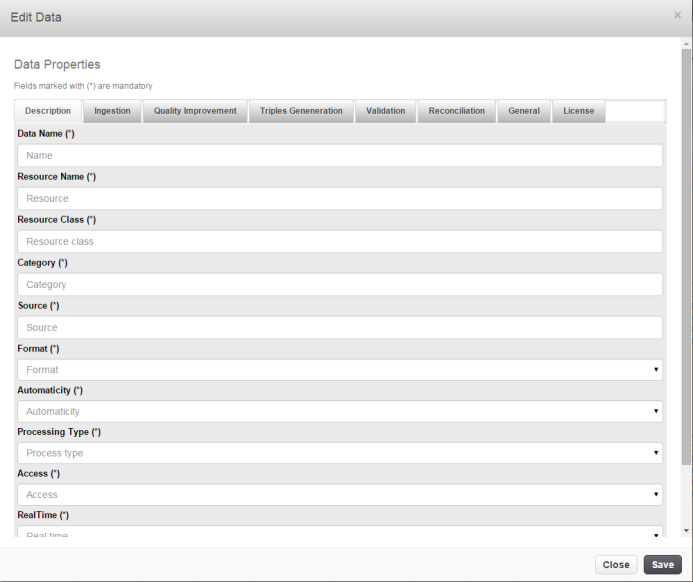 Edit Data
×
Data Properties
Fields marked with (*) are mandatory
Description Ingestion Quality Improvement Triples Geneneration Validation Reconciliation General License
Data Name (*)
Name
Resource Name (*)
Resource
Resource Class (*)
Resource class
Category (*)
Category
Source (*)
Source
Format (*)
Format
Automaticity (*)
Automaticity
Processing Type (*)
Process type
Access (*)
Access
RealTime (*)
Real time
Close Save